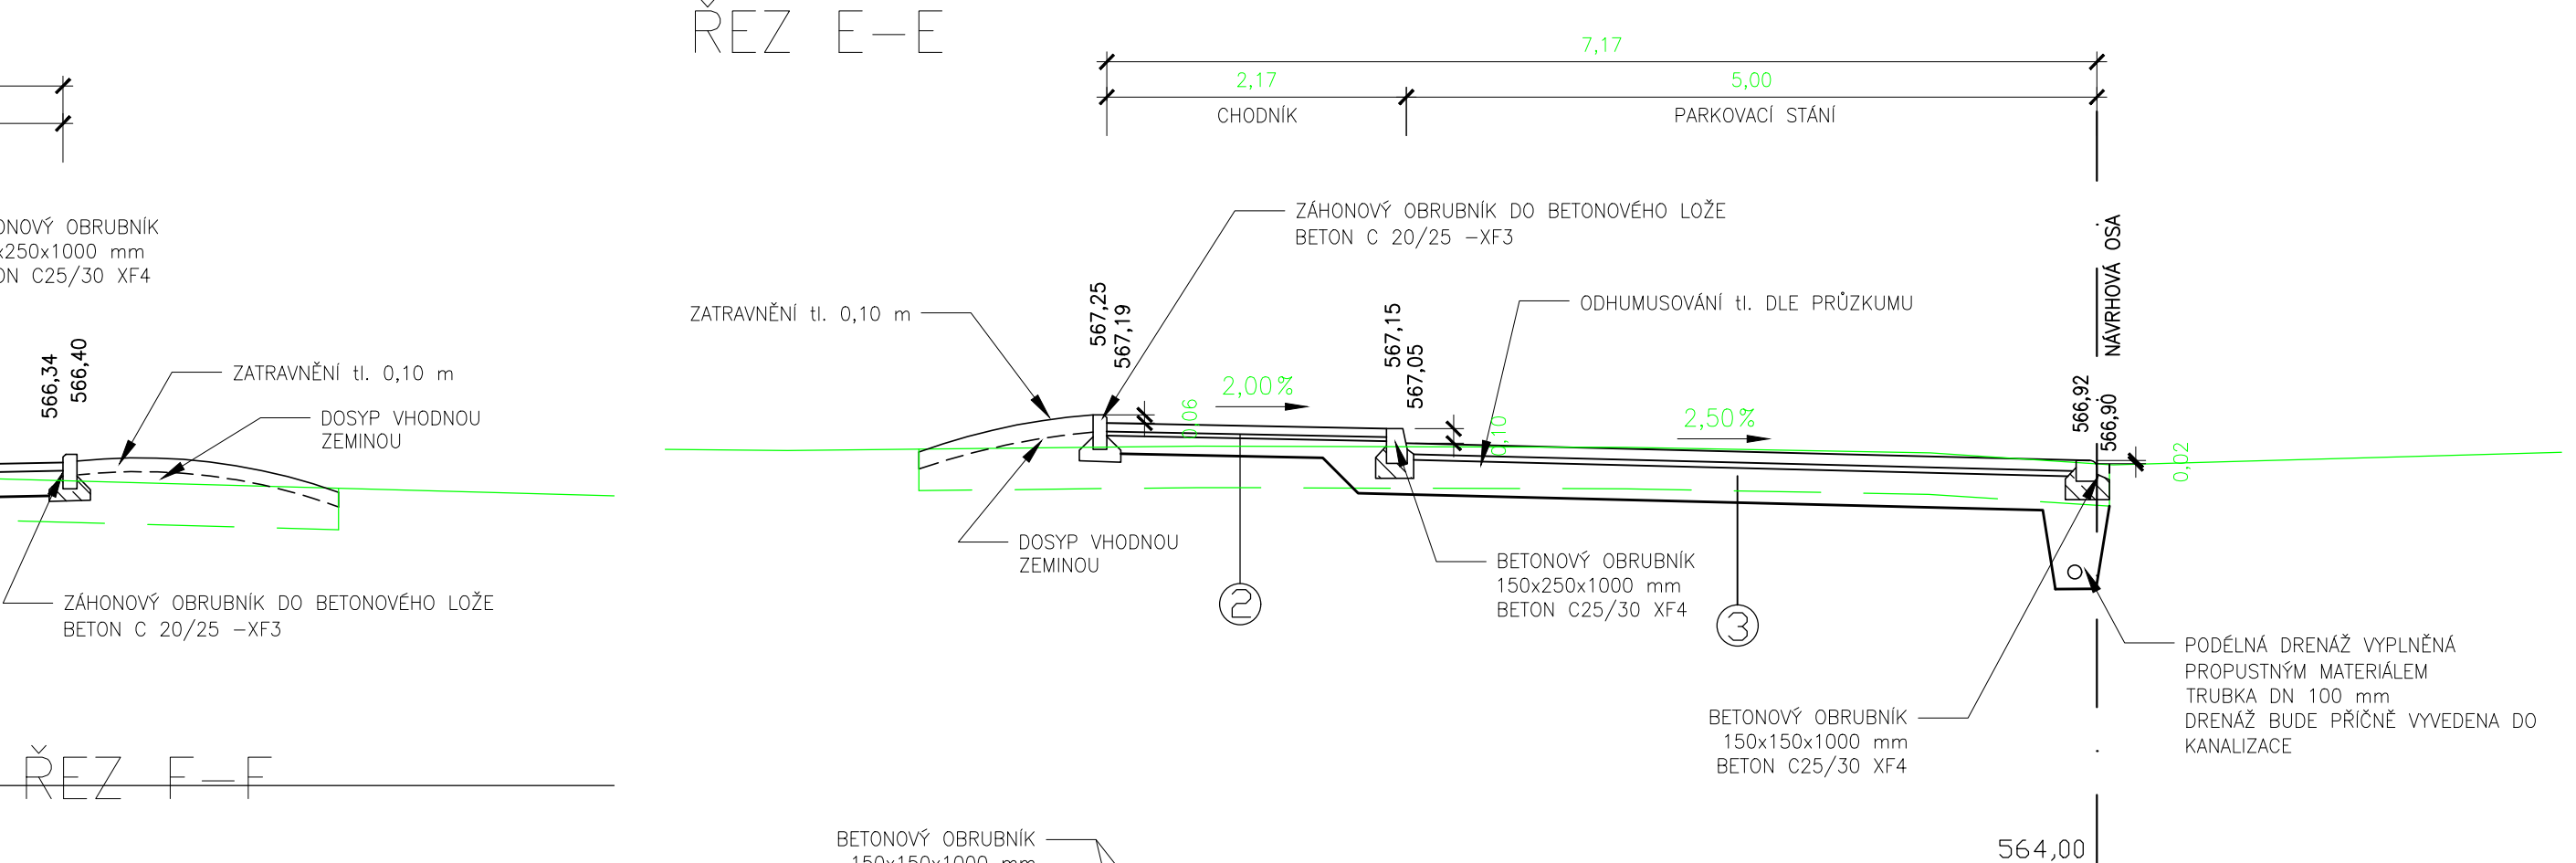 ŘEZ E–E
7,17
2,17
5,00
CHODNÍK
PARKOVACÍ STÁNÍ
NÁVRHOVÁ OSA
ZÁHONOVÝ OBRUBNÍK DO BETONOVÉHO LOŽE
BETON C 20/25 –XF3
ODHUMUSOVÁNÍ tl. DLE PRŮZKUMU
ZATRAVNĚNÍ tl. 0,10 m
567,25
567,19
567,15
567,05
566,92
566,90
2,00%
2,50%
0,06
0,10
0,02
DOSYP VHODNOU
ZEMINOU
2
BETONOVÝ OBRUBNÍK
150x250x1000 mm
BETON C25/30 XF4
3
BETONOVÝ OBRUBNÍK
150x150x1000 mm
BETON C25/30 XF4
PODÉLNÁ DRENÁŽ VYPLNĚNÁ
PROPUSTNÝM MATERIÁLEM
TRUBKA DN 100 mm
DRENÁŽ BUDE PŘÍČNĚ VYVEDENA DO
KANALIZACE
564,00
OBRUBNÍK
x250x1000 mm
C25/30 XF4
566,34
566,40
ZATRAVNĚNÍ tl. 0,10 m
DOSYP VHODNOU
ZEMINOU
ZÁHONOVÝ OBRUBNÍK DO BETONOVÉHO LOŽE
BETON C 20/25 –XF3
ŘEZ F–F
BETONOVÝ OBRUBNÍK
150x150x1000 mm